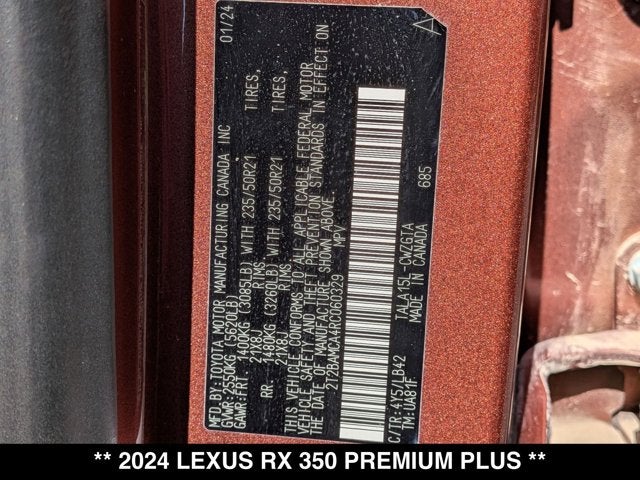 MFD.BY:TOYOTA MOTOR MANUFACTURING CANADA INC 01/24
GVWR:2550KG (5620LB)
GAWR:FRT. 1400KG (3085LB) WITH 235/50R21 TIRES,
21X8J RIMS
RR. 1480KG (3260LB) WITH 235/50R21 TIRES,
21X8J RIMS
THIS VEHICLE CONFORMS TO ALL APPLICABLE FEDERAL MOTOR
VEHICLE SAFETY AND THEFT PREVENTION STANDARDS IN EFFECT ON
THE DATE OF MANUFACTURE SHOWN ABOVE.
2T2BAMCA4RC060329 MPV
C/TR:4Y5/LB42 TALA15L-CWZGTA
TM:UA81F MADE IN CANADA 685
A
** 2024 LEXUS RX 350 PREMIUM PLUS **